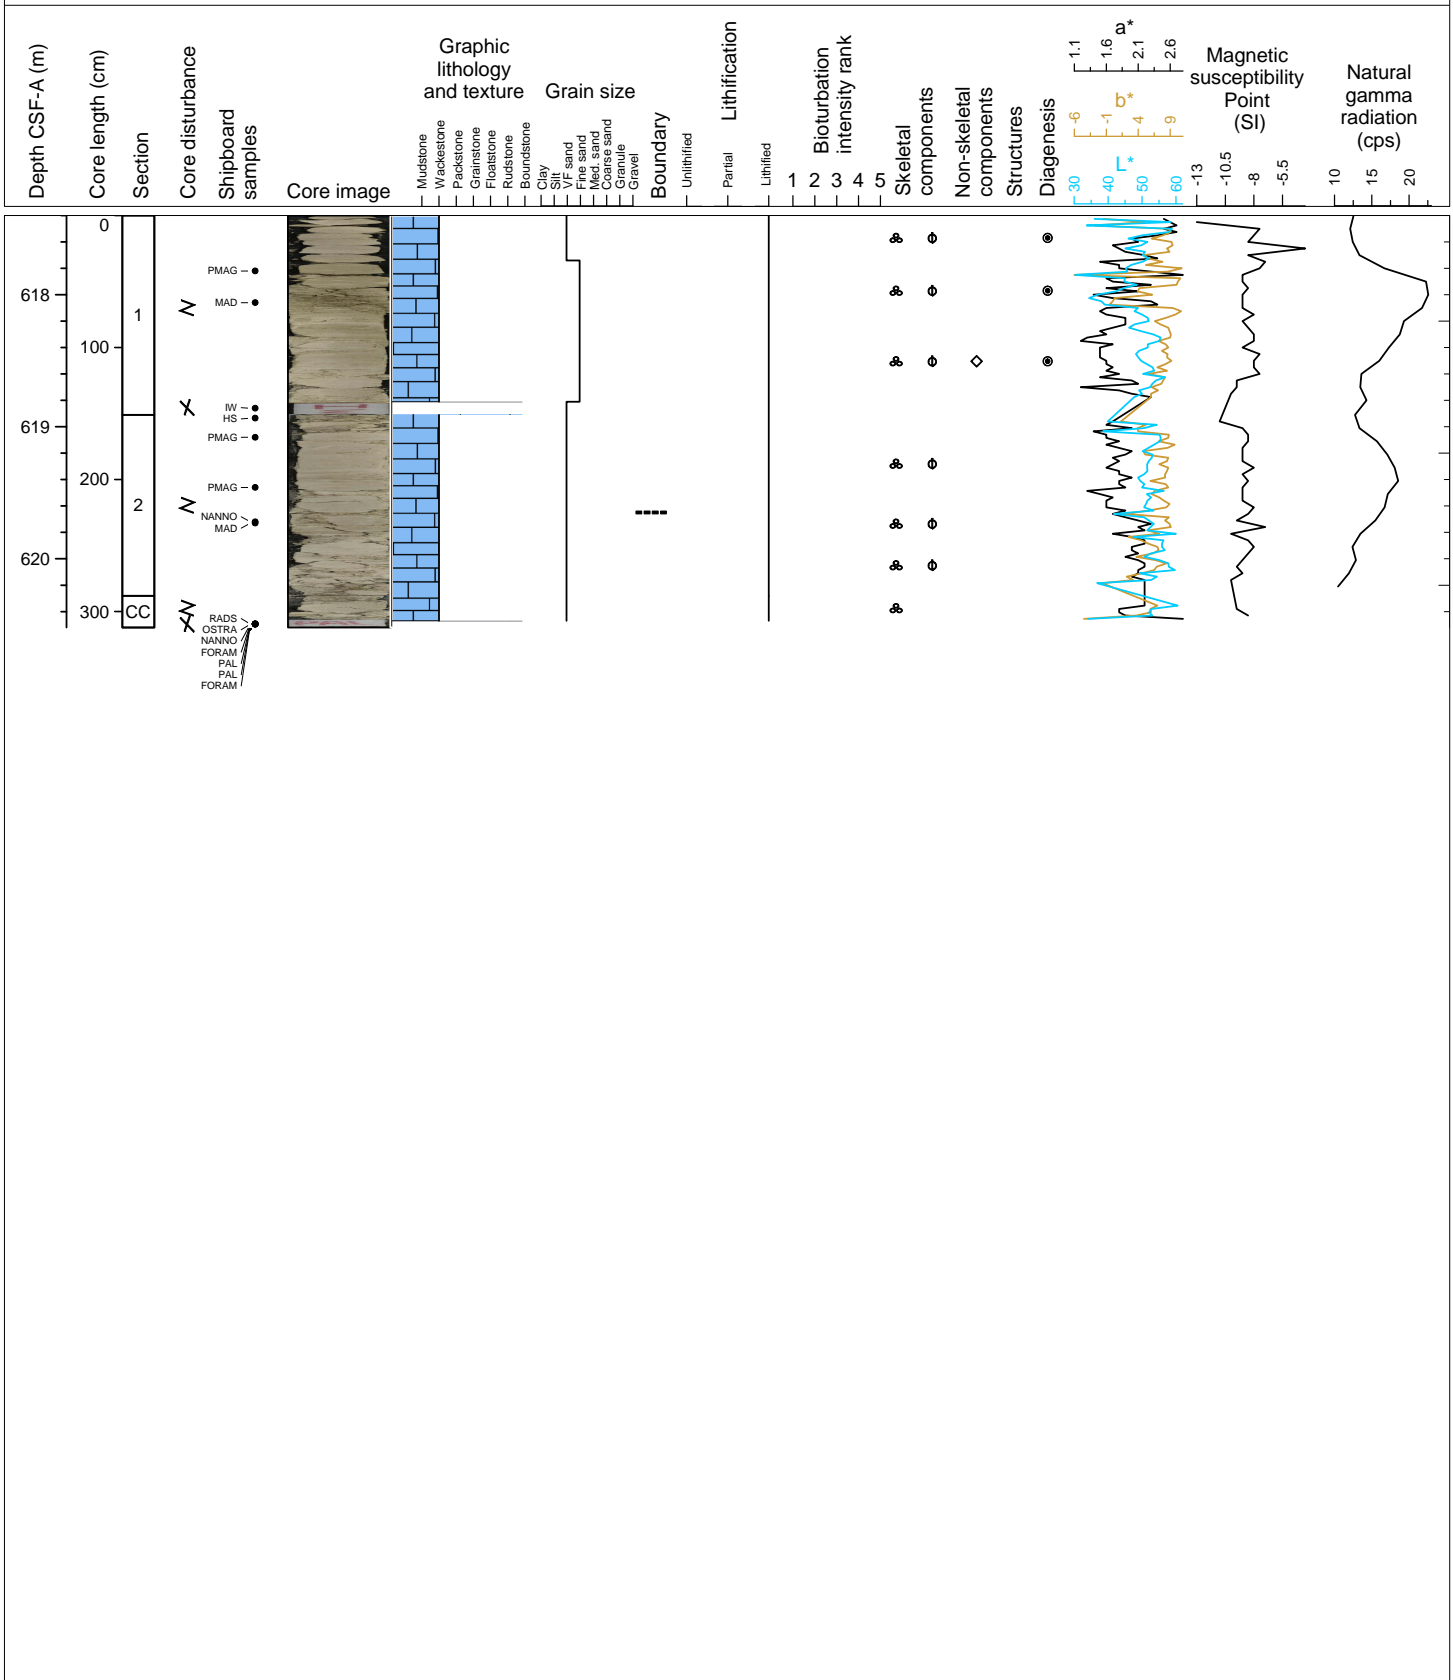 Depth CSF-A (m)
Core length (cm)
Section
Core disturbance
Shipboard
samples
Core image
Graphic
lithology
and texture
Mudstone
Wackestone
Packstone
Grainstone
Floatstone
Rudstone
Boundstone
Grain size
Clay
Silt
VF sand
Fine sand
Med. sand
Coarse sand
Granule
Gravel
Boundary
Lithification
Unlithified
Partial
Lithified
Bioturbation
intensity rank
1 2 3 4 5
Skeletal
components
Non-skeletal
components
Structures
Diagenesis
a*
1.1 1.6 2.1 2.6
b*
-6 -1 4 9
L*
30 40 50 60
Magnetic
susceptibility
Point
(SI)
-13 -10.5 -8 -5.5
Natural
gamma
radiation
(cps)
10 15 20
0
PMAG
618
MAD
1
100
IW
HS
619
PMAG
200
PMAG
2
NANNO
MAD
620
300
CC
RADS
OSTRA
NANNO
FORAM
PAL
PAL
FORAM